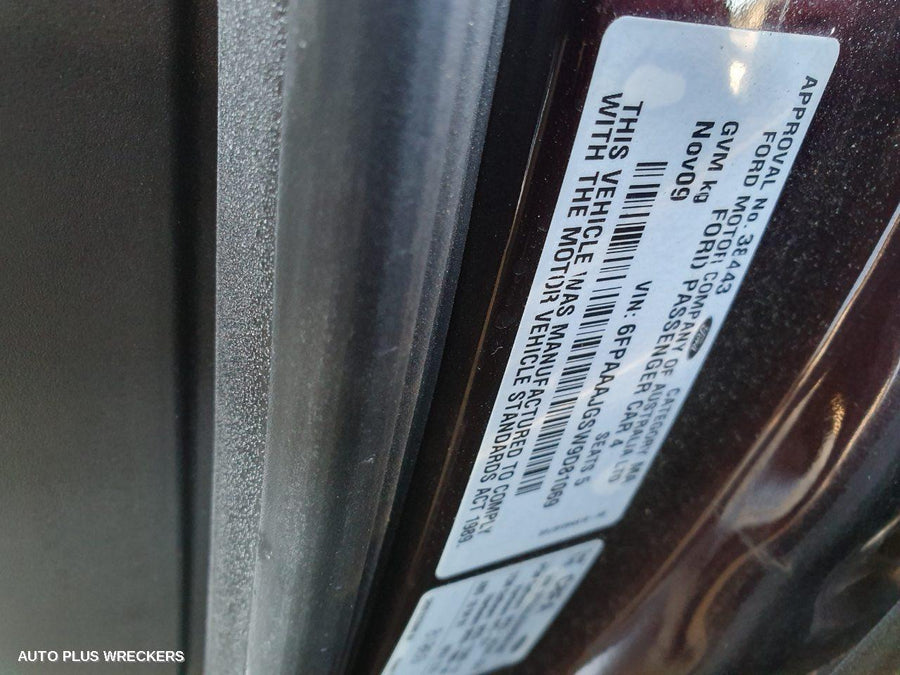 APPROVAL No. 38443 CATEGORY MA
FORD MOTOR COMPANY OF AUSTRALIA LTD
GVM kg FORD PASSENGER CAR 4
Nov09 SEATS 5
VIN: 6FPAAAJGSW9D81069
THIS VEHICLE WAS MANUFACTURED TO COMPLY
WITH THE MOTOR VEHICLE STANDARDS ACT 1989.
AUTO PLUS WRECKERS